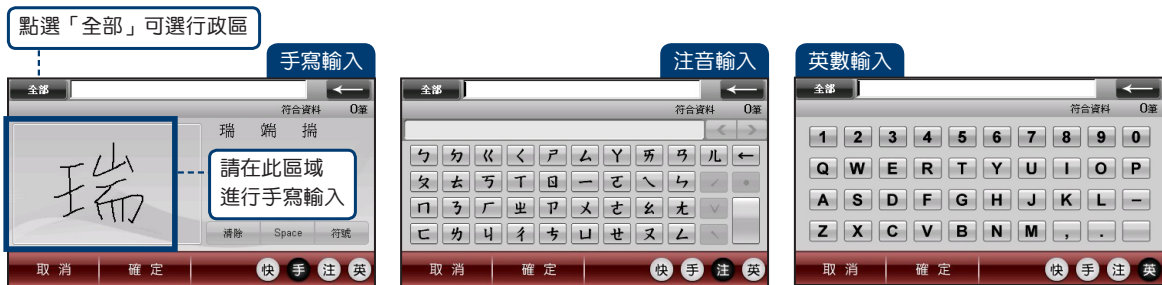 點選「全部」可選行政區
手寫輸入
全部
符合資料 0筆
瑞
瑞 端 揣
請在此區域
進行手寫輸入
清除 Space 符號
取消 確定 快 手 注 英
注音輸入
全部
符合資料 0筆
ㄅ ㄉ ㄍ ㄑ ㄕ ㄙ ㄚ ㄞ ㄢ ㄦ ←
ㄆ ㄊ ㄎ ㄒ ㄖ ㄧ ㄛ ㄟ ㄣ ˊ ˙
ㄇ ㄋ ㄏ ㄓ ㄗ ㄨ ㄜ ㄠ ㄤ ˇ
ㄈ ㄌ ㄐ ㄔ ㄘ ㄩ ㄝ ㄡ ㄥ ˋ
取消 確定 快 手 注 英
英數輸入
全部
符合資料 0筆
1 2 3 4 5 6 7 8 9 0
Q W E R T Y U I O P
A S D F G H J K L –
Z X C V B N M , .
取消 確定 快 手 注 英